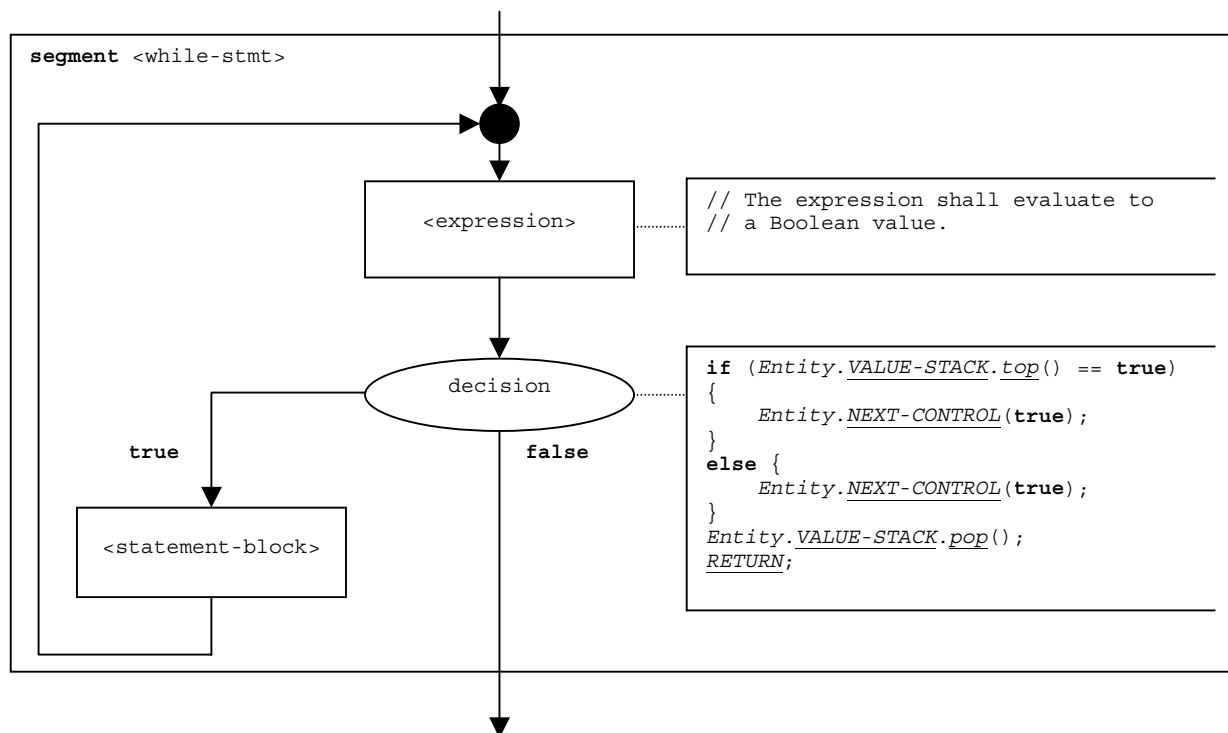 segment <while-stmt>
<expression>
// The expression shall evaluate to
// a Boolean value.
decision
true
false
<statement-block>
if (Entity.VALUE-STACK.top() == true)
{
    Entity.NEXT-CONTROL(true);
}
else {
    Entity.NEXT-CONTROL(true);
}
Entity.VALUE-STACK.pop();
RETURN;